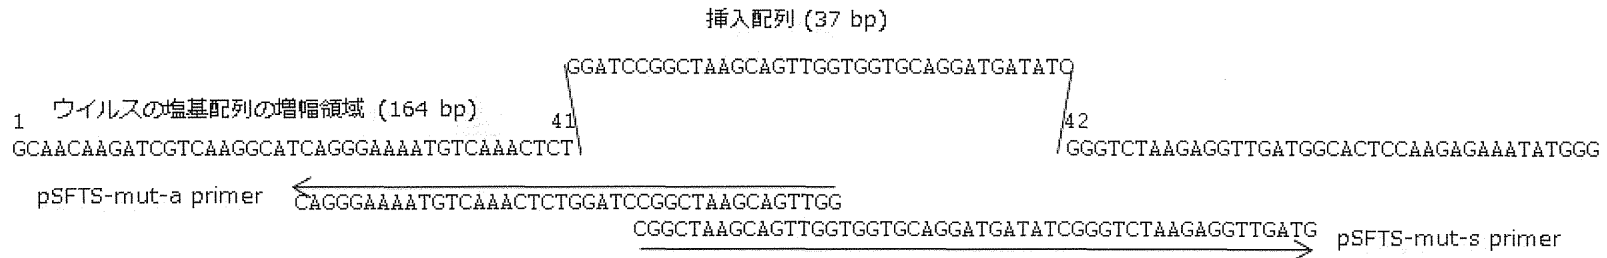 挿入配列 (37 bp)
GGATCCGGCTAAGCAGTTGGTGGTGCAGGATGATATC
ウイルスの塩基配列の増幅領域 (164 bp)
1 41 42
GCAACAAGATCGTCAAGGCATCAGGGAAAATGTCAAACTCT GGGTCTAAGAGGTTGATGGCACTCCAAGAGAAATATGGG
pSFTS-mut-a primer
CAGGGAAAATGTCAAACTCTGGATCCGGCTAAGCAGTTGG
CGGCTAAGCAGTTGGTGGTGCAGGATGATATCGGGTCTAAGAGGTTGATG
pSFTS-mut-s primer